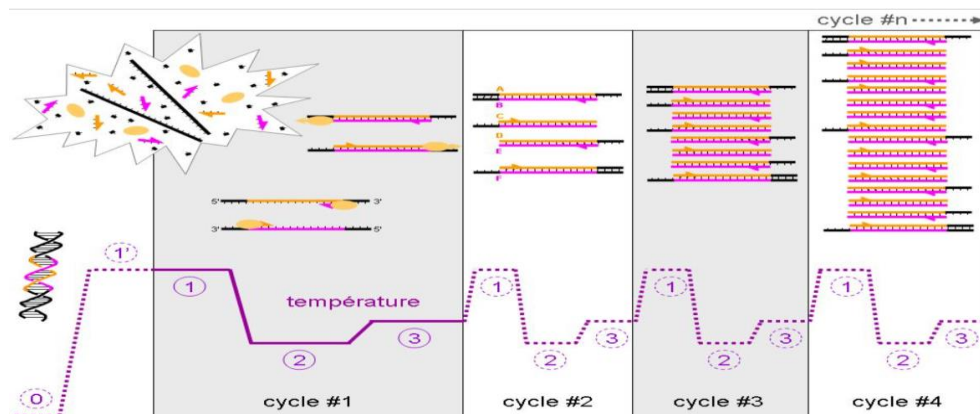 cycle #n
A
B
C
D
E
F
5' 3'
3' 5'
1'
1
température
2
3
1
2
3
1
2
3
1
2
3
0
cycle #1
cycle #2
cycle #3
cycle #4